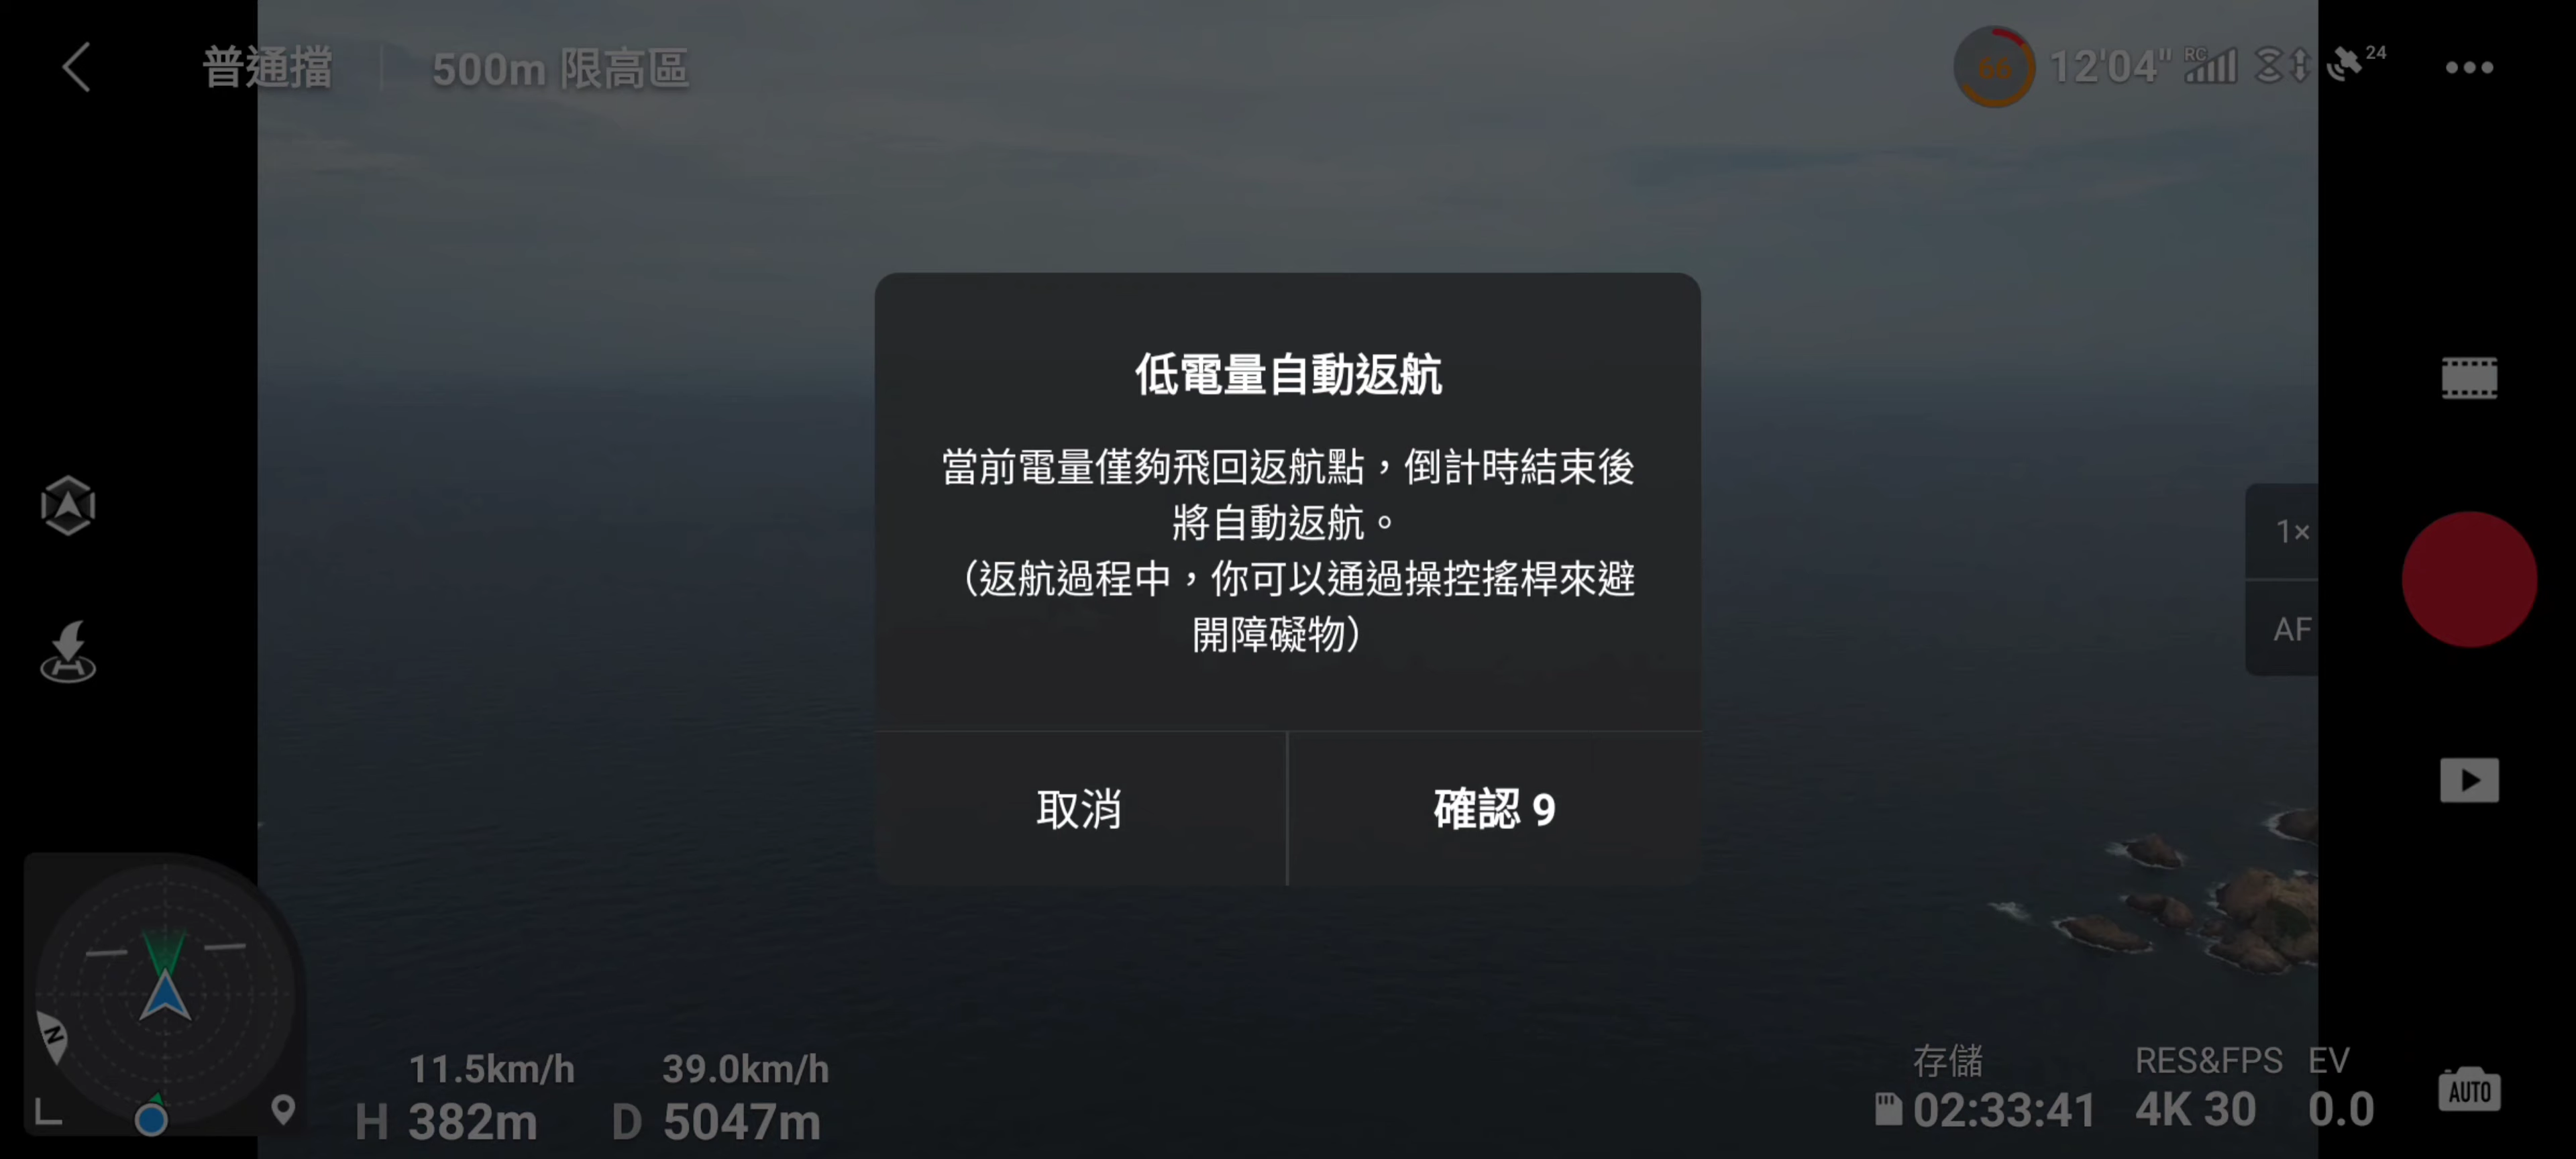 普通擋
500m 限高區
66
12'04"
RC
24
低電量自動返航
當前電量僅夠飛回返航點，倒計時結束後
將自動返航。
（返航過程中，你可以通過操控搖桿來避
開障礙物）
取消
確認 9
1×
AF
N
11.5km/h
39.0km/h
H 382m
D 5047m
存儲
02:33:41
RES&FPS
4K 30
EV
0.0
AUTO